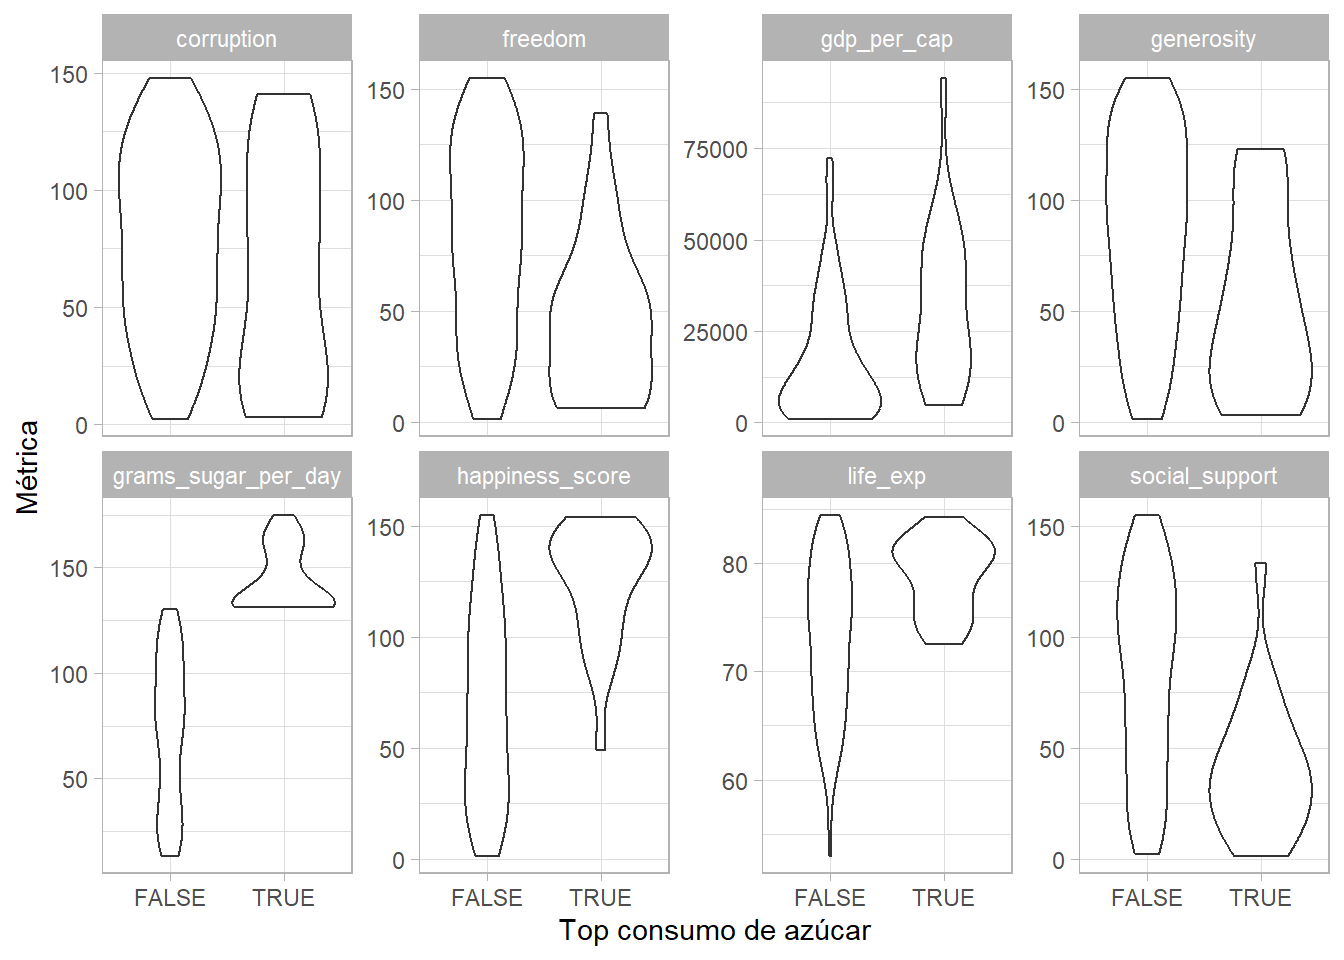 corruption freedom gdp_per_cap generosity
150 100 50 0
150 100 50 0
75000 50000 25000 0
150 100 50 0
grams_sugar_per_day happiness_score life_exp social_support
150 100 50
150 100 50 0
80 70 60
150 100 50 0
FALSE TRUE FALSE TRUE FALSE TRUE FALSE TRUE
Métrica
Top consumo de azúcar